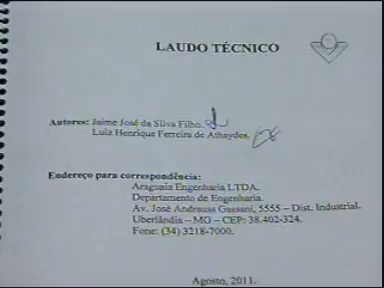 LAUDO TÉCNICO
Autores: Jaime José da Silva Filho.
Luiz Henrique Ferreira de Athaydes.
Endereço para correspondência:
Araguaia Engenharia LTDA.
Departamento de Engenharia.
Av. José Andrauss Gassani, 5555 – Dist. Industrial.
Uberlândia – MG – CEP: 38.402-324.
Fone: (34) 3218-7000.
Agosto, 2011.